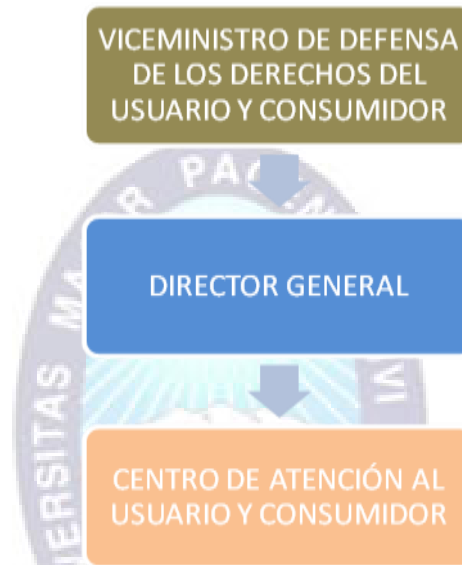 VICEMINISTRO DE DEFENSA
DE LOS DERECHOS DEL
USUARIO Y CONSUMIDOR
DIRECTOR GENERAL
CENTRO DE ATENCIÓN AL
USUARIO Y CONSUMIDOR